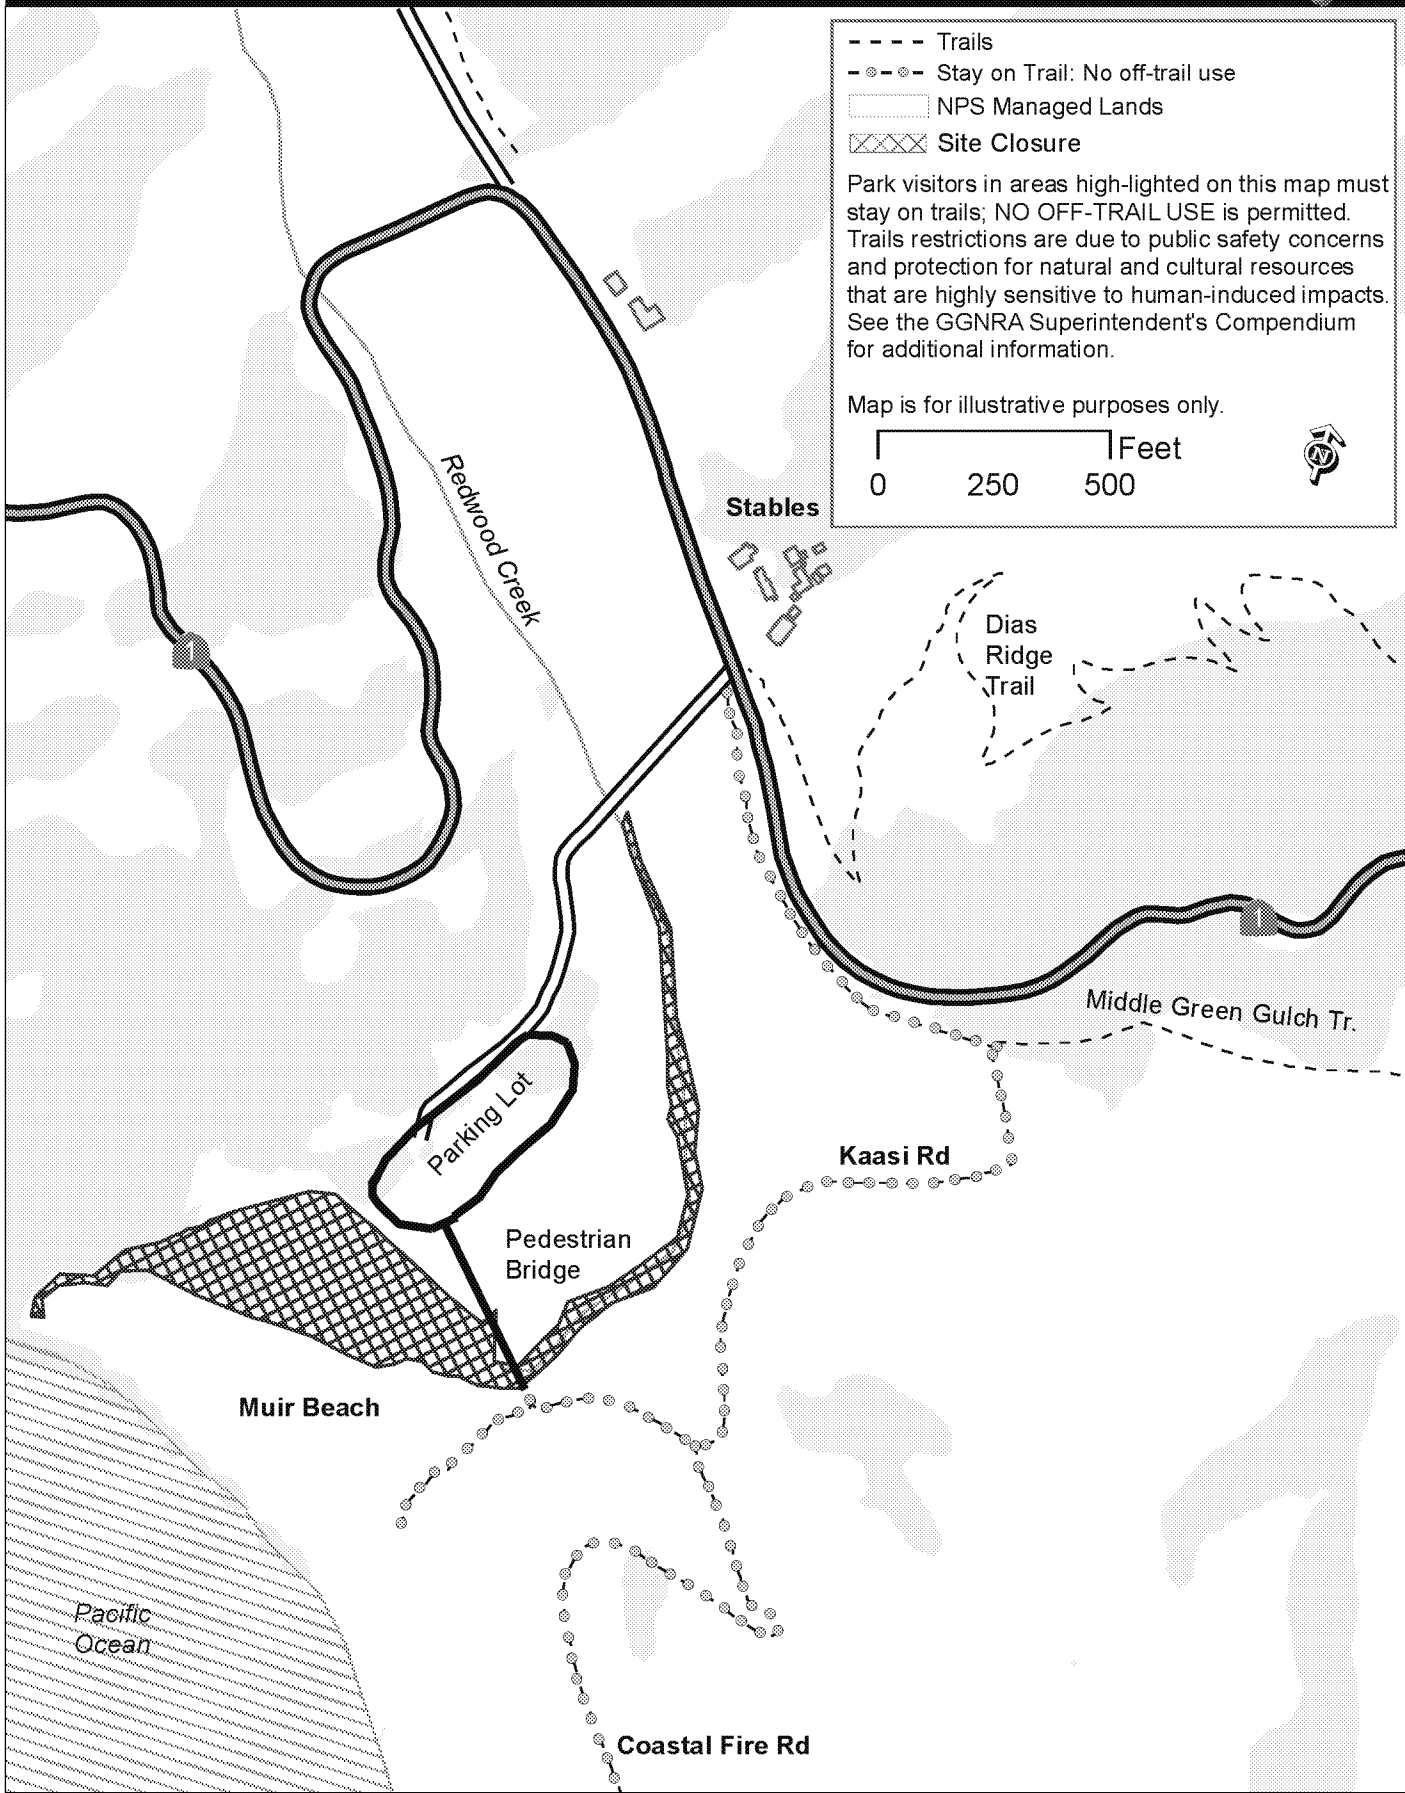 Trails
Stay on Trail: No off-trail use
NPS Managed Lands
Site Closure
Park visitors in areas high-lighted on this map must
stay on trails; NO OFF-TRAIL USE is permitted.
Trails restrictions are due to public safety concerns
and protection for natural and cultural resources
that are highly sensitive to human-induced impacts.
See the GGNRA Superintendent's Compendium
for additional information.
Map is for illustrative purposes only.
Feet
0 250 500
N
Stables
Redwood Creek
Dias
Ridge
Trail
1
1
Middle Green Gulch Tr.
Parking Lot
Kaasi Rd
Pedestrian
Bridge
Muir Beach
Pacific
Ocean
Coastal Fire Rd